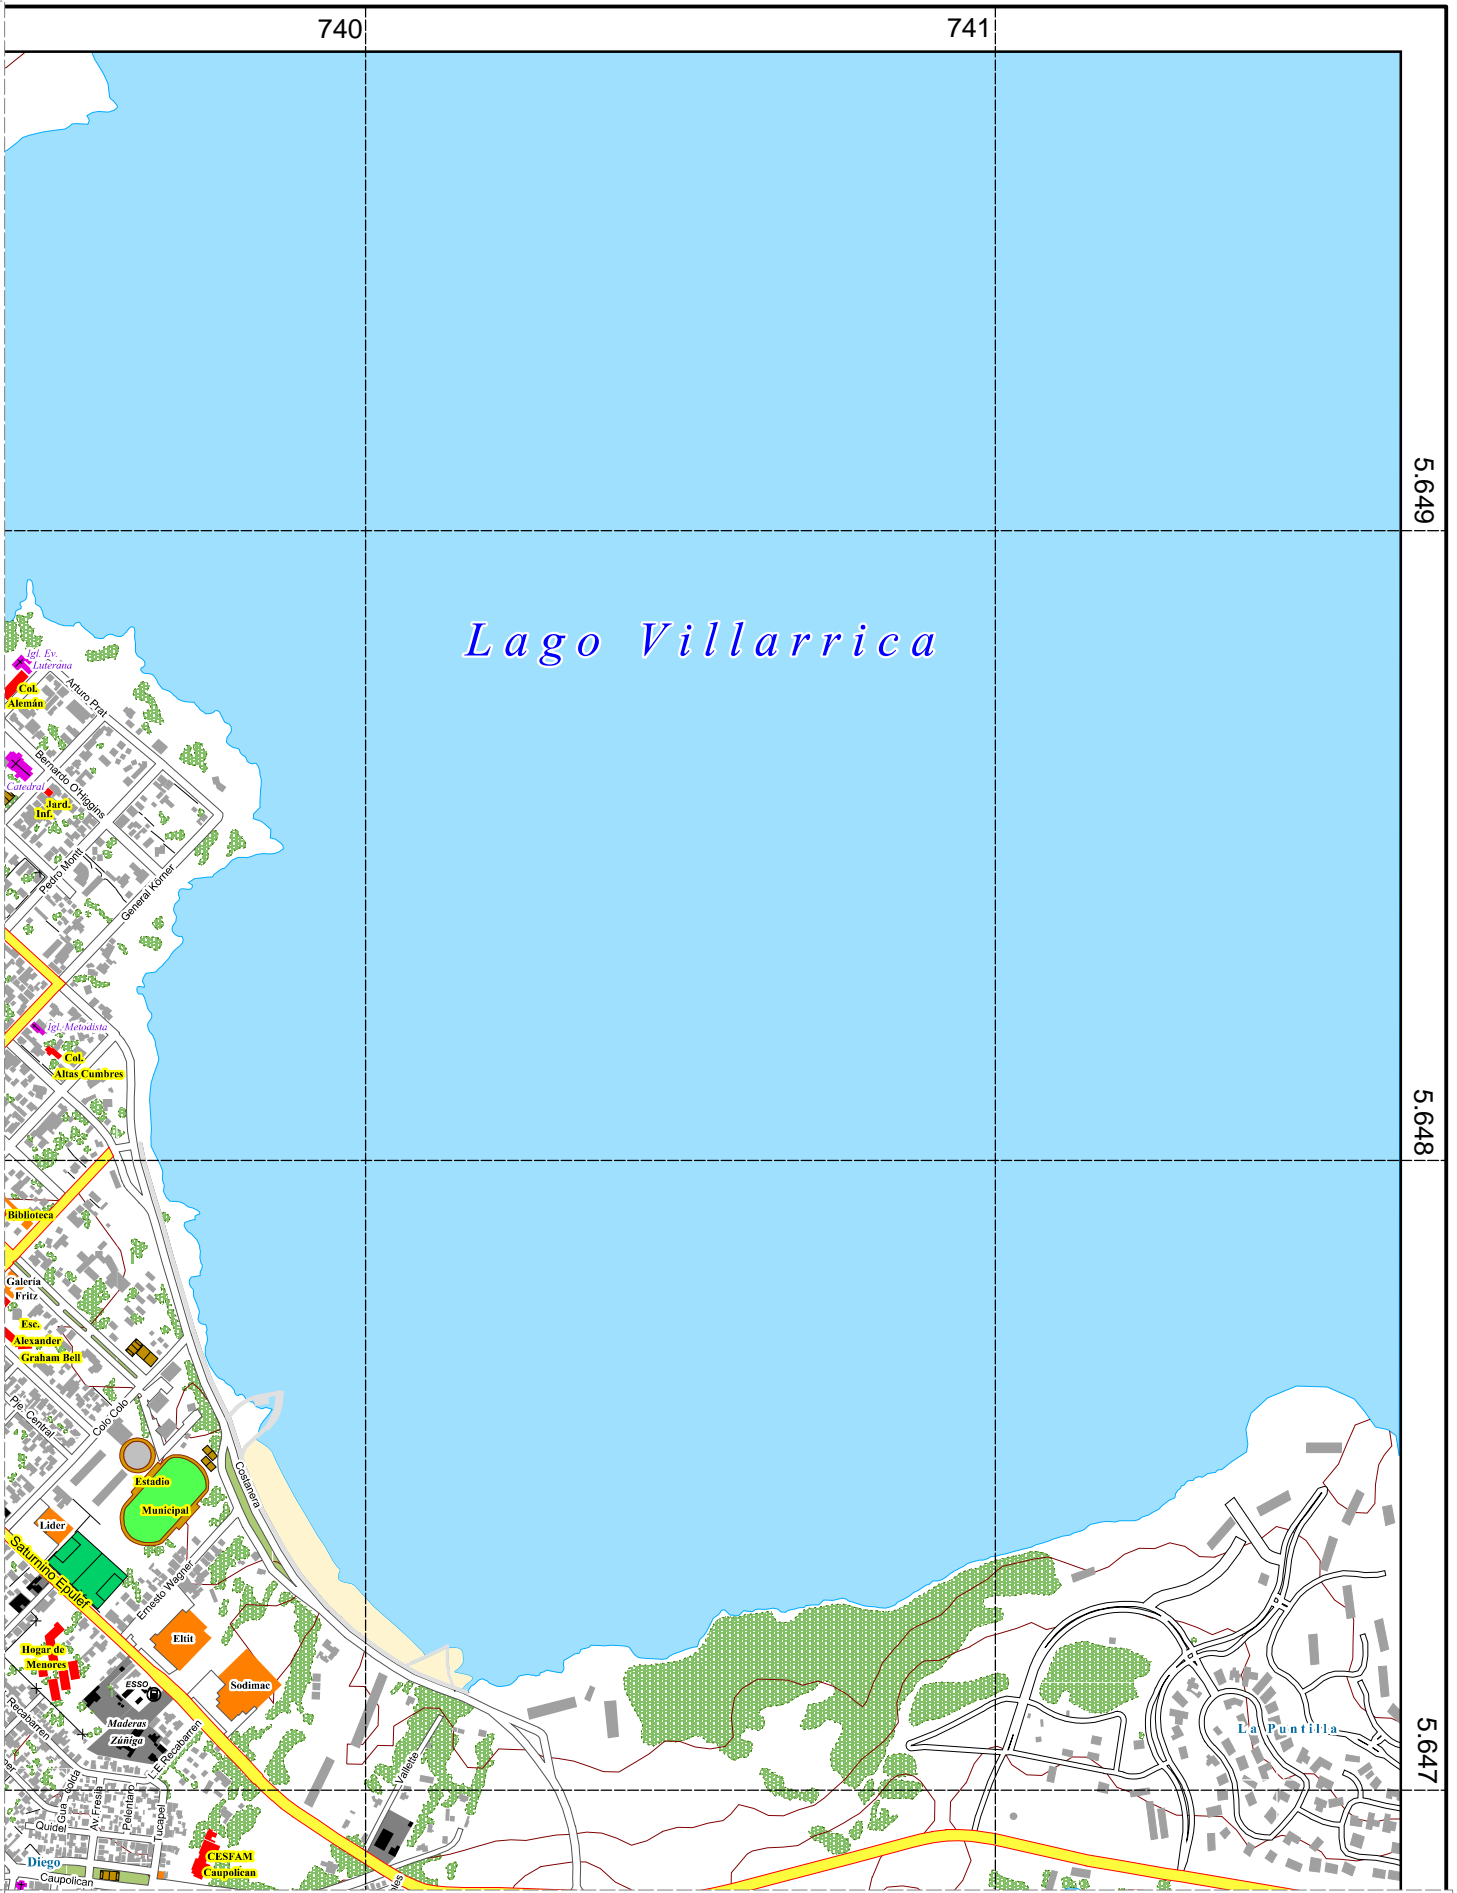 740
741
5.649
Lago Villarrica
Igl. Ev.
Luterana
Col.
Alemán
Arturo Prat
Bernardo O'Higgins
Catedral
Jard.
Inf.
Pedro Montt
General Körner
Igl. Metodista
Col.
Altas Cumbres
5.648
Biblioteca
Galería
Fritz
Esc.
Alexander
Graham Bell
Pje. Central
Colo Colo
Costanera
Estadio
Municipal
Lider
Saturnino Epulef
Ernesto Wagner
Eltit
Hogar de
Menores
Sodimac
ESSO
Maderas
Zúñiga
Recabarren
L.E. Recabarren
La Puntilla
5.647
Vallette
Av. Fresia
Pelentaro
Tucapel
Quidel
CESFAM
Caupolican
Diego
Caupolican